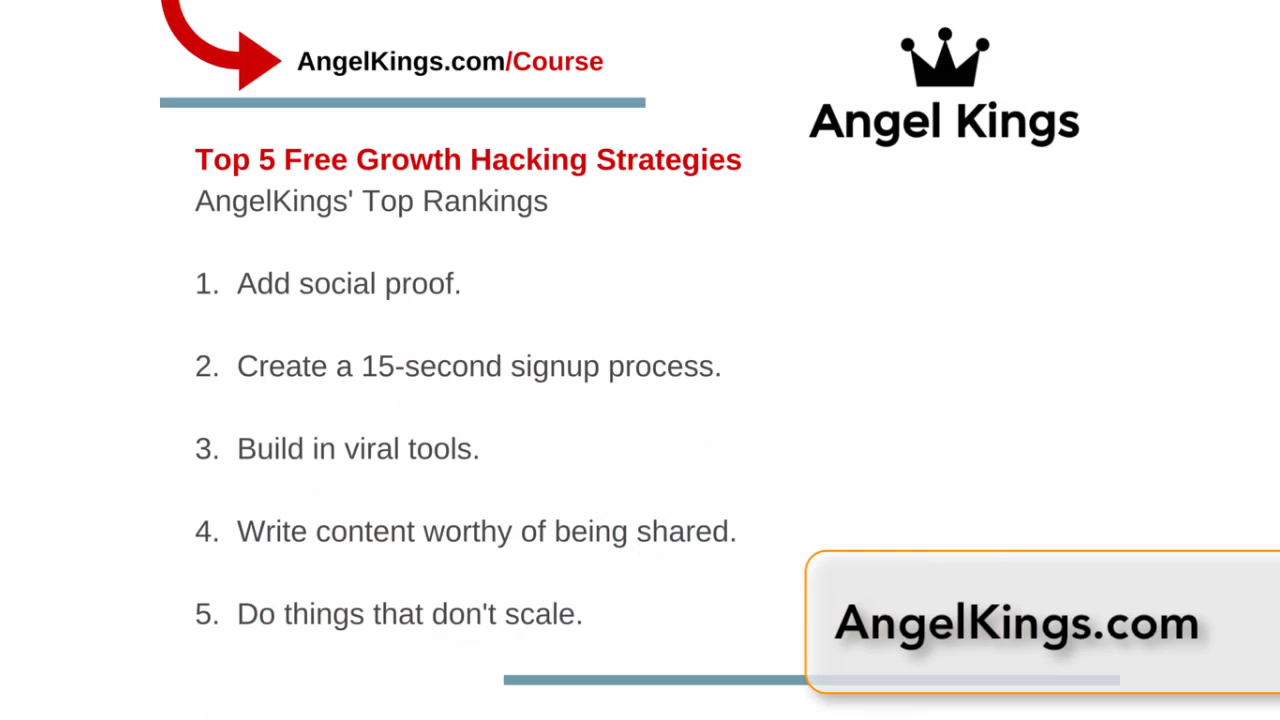 AngelKings.com/Course
Angel Kings
Top 5 Free Growth Hacking Strategies
AngelKings' Top Rankings
1. Add social proof.
2. Create a 15-second signup process.
3. Build in viral tools.
4. Write content worthy of being shared.
5. Do things that don't scale.
AngelKings.com